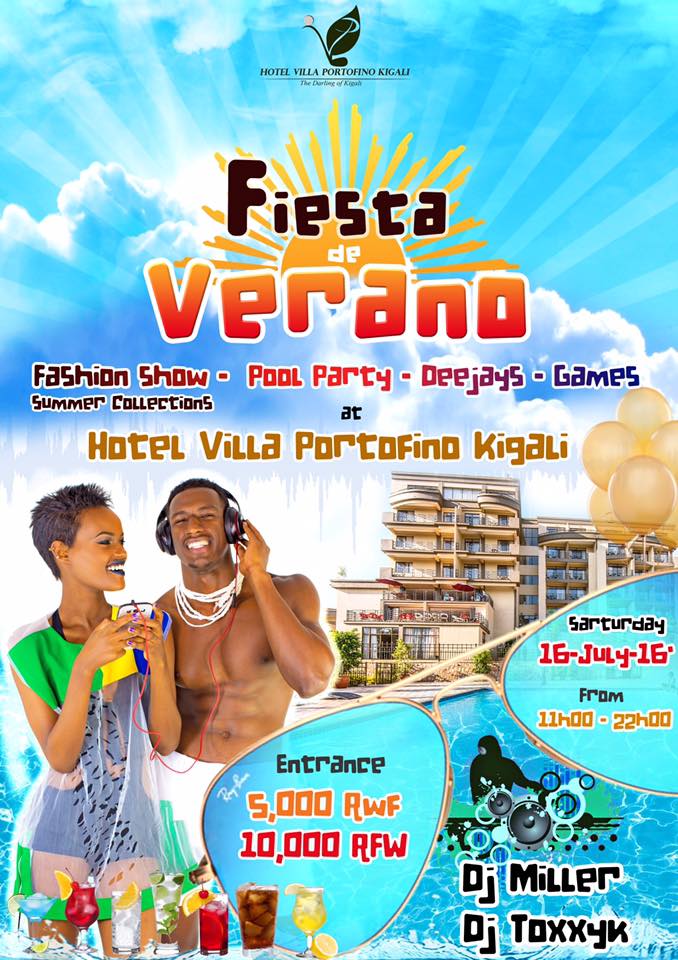 HOTEL VILLA PORTOFINO KIGALI
The Darling of Kigali
Fiesta
de
Verano
Fashion Show - Pool Party - Deejays - Games
Summer Collections
at
Hotel Villa Portofino Kigali
Sarturday
16-July-16'
From
11h00 - 22h00
Entrance
5,000 Rwf
10,000 RFW
Dj Miller
Dj Toxxyk